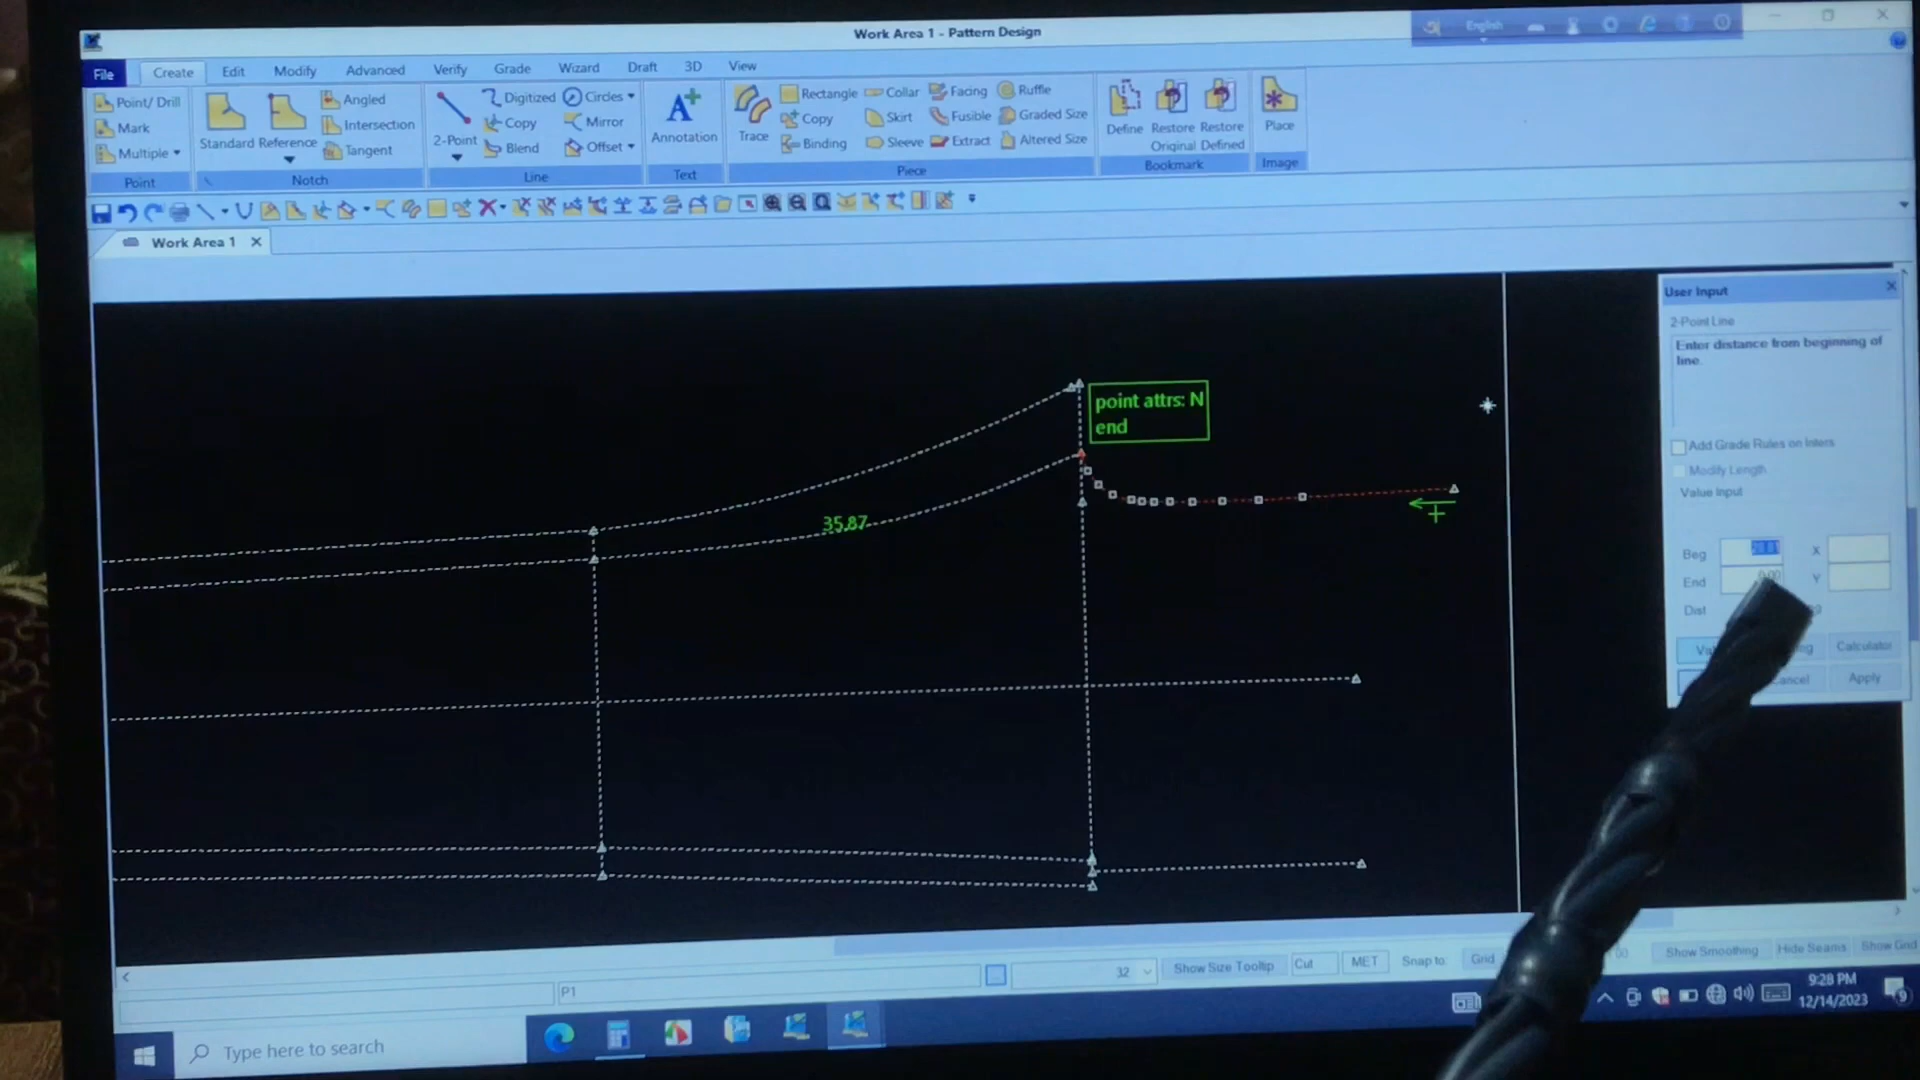 Work Area 1 - Pattern Design
English
File
Create
Edit
Modify
Advanced
Verify
Grade
Wizard
Draft
3D
View
Point/ Drill
Mark
Multiple
Point
Standard
Reference
Angled
Intersection
Tangent
Notch
2-Point
Digitized
Copy
Blend
Circles
Mirror
Offset
Line
Annotation
Text
Trace
Rectangle
Copy
Binding
Collar
Skirt
Sleeve
Facing
Fusible
Extract
Ruffle
Graded Size
Altered Size
Piece
Define
Restore Original
Restore Defined
Bookmark
Place
Image
Work Area 1
User Input
2-Point Line
Enter distance from beginning of
line.
Add Grade Rules on Inters
Modify Length
Value Input
Beg
X
End
0.00
Y
Dist
Calculator
Apply
point attrs: N
end
35.87
32
Show Size Tooltip
Cut
MET
Snap to:
Grid
Show Smoothing
Hide Seams
Show Grid
P1
Type here to search
9:28 PM
12/14/2023
9